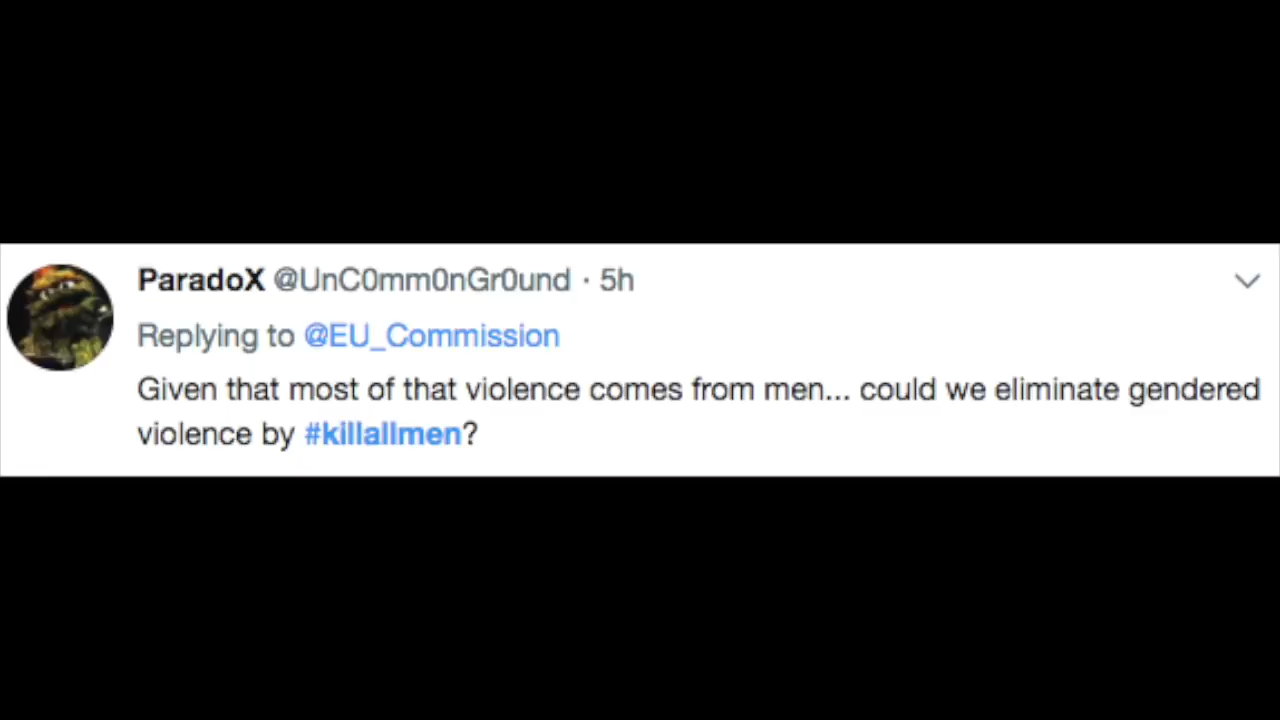 ParadoX @UnC0mm0nGr0und · 5h
Replying to @EU_Commission
Given that most of that violence comes from men... could we eliminate gendered
violence by #killallmen?